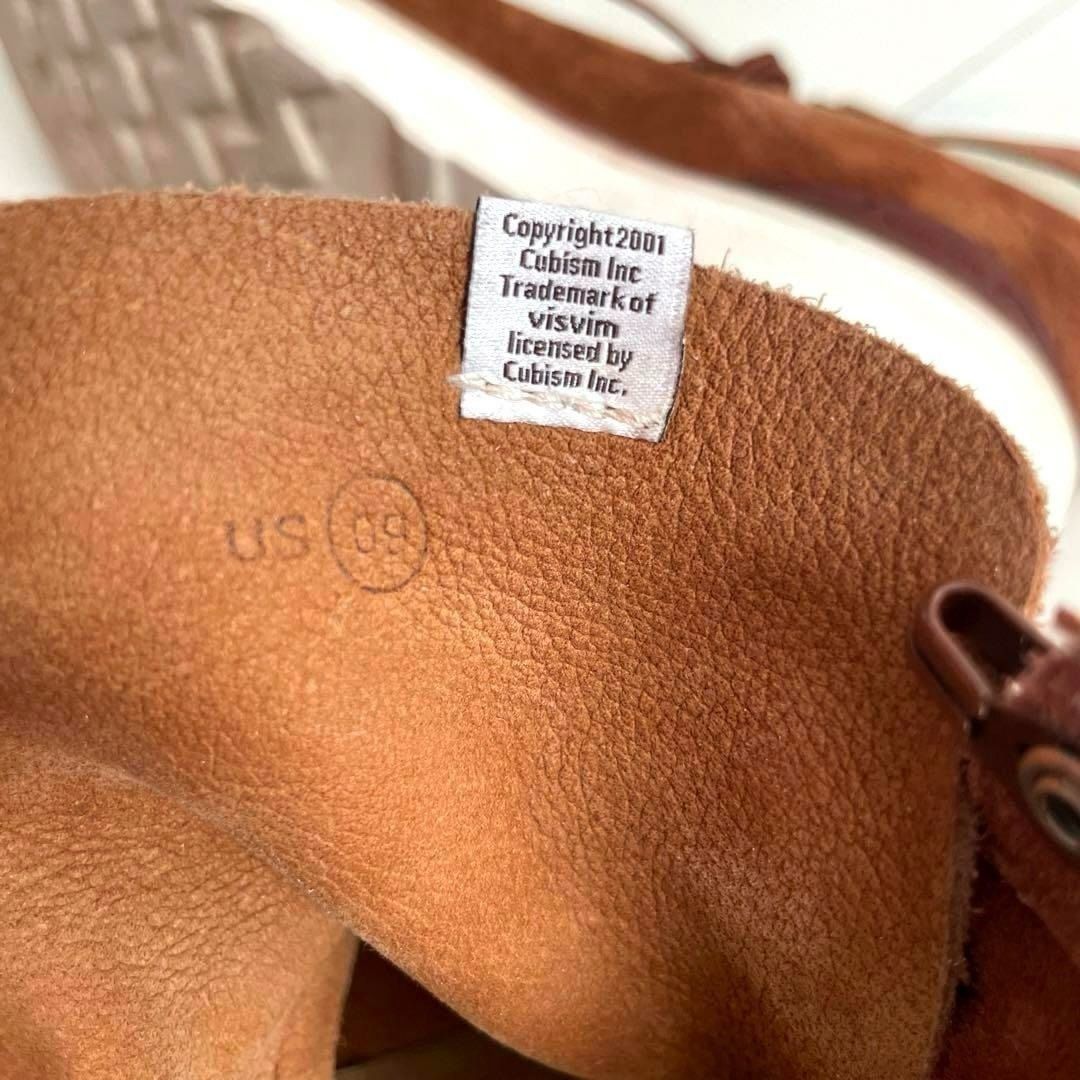 Copyright2001
Cubism Inc
Trademark of
visvim
licensed by
Cubism Inc.
US 09